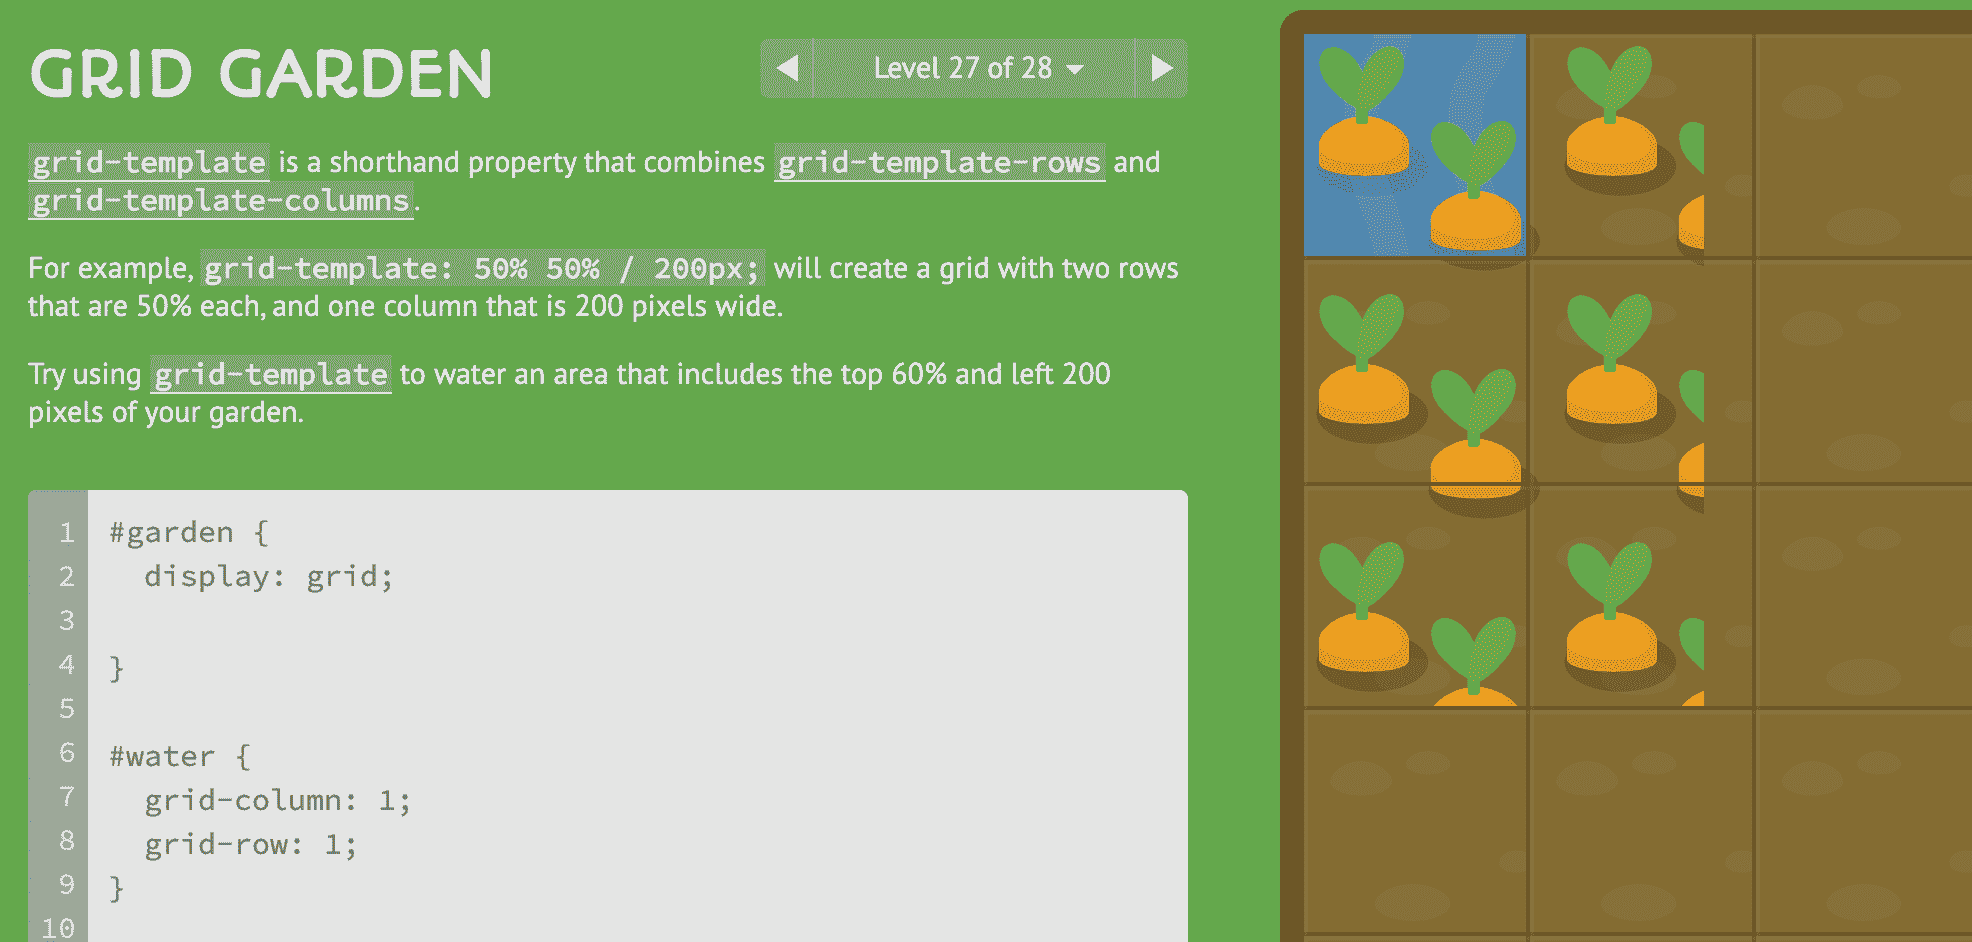 GRID GARDEN
Level 27 of 28
grid-template is a shorthand property that combines grid-template-rows and
grid-template-columns.
For example, grid-template: 50% 50% / 200px; will create a grid with two rows
that are 50% each, and one column that is 200 pixels wide.
Try using grid-template to water an area that includes the top 60% and left 200
pixels of your garden.
1 #garden {
2   display: grid;
3
4 }
5
6 #water {
7   grid-column: 1;
8   grid-row: 1;
9 }
10